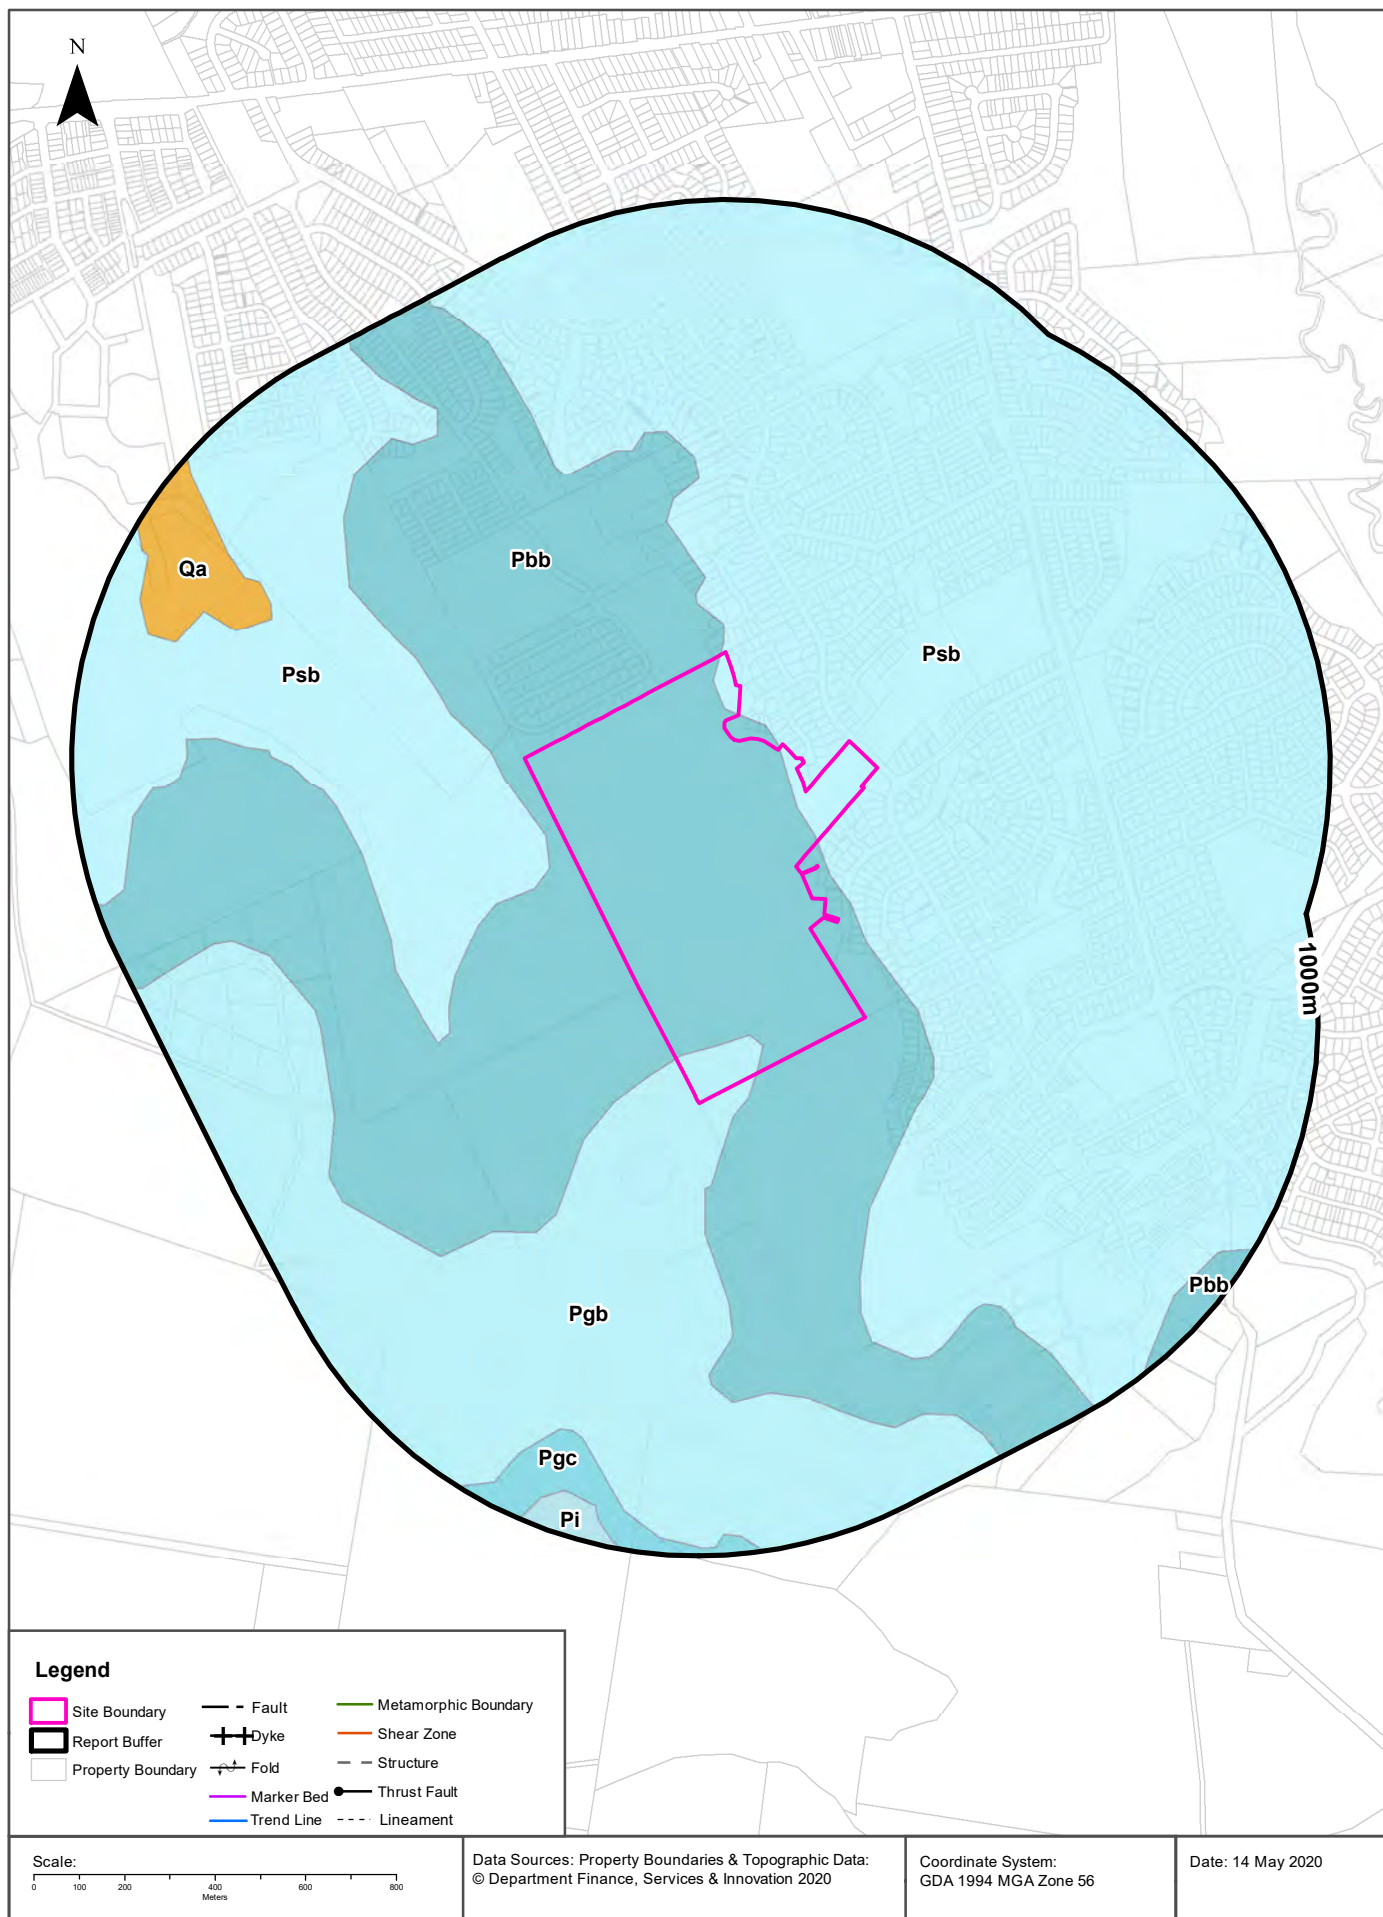 N
Qa
Pbb
Psb
Psb
1000m
Pbb
Pgb
Pgc
Pi
Legend
Site Boundary
Report Buffer
Property Boundary
Fault
Dyke
Fold
Marker Bed
Trend Line
Metamorphic Boundary
Shear Zone
Structure
Thrust Fault
Lineament
Scale:
0 100 200 400 600 800
Meters
Data Sources: Property Boundaries & Topographic Data:
© Department Finance, Services & Innovation 2020
Coordinate System:
GDA 1994 MGA Zone 56
Date: 14 May 2020